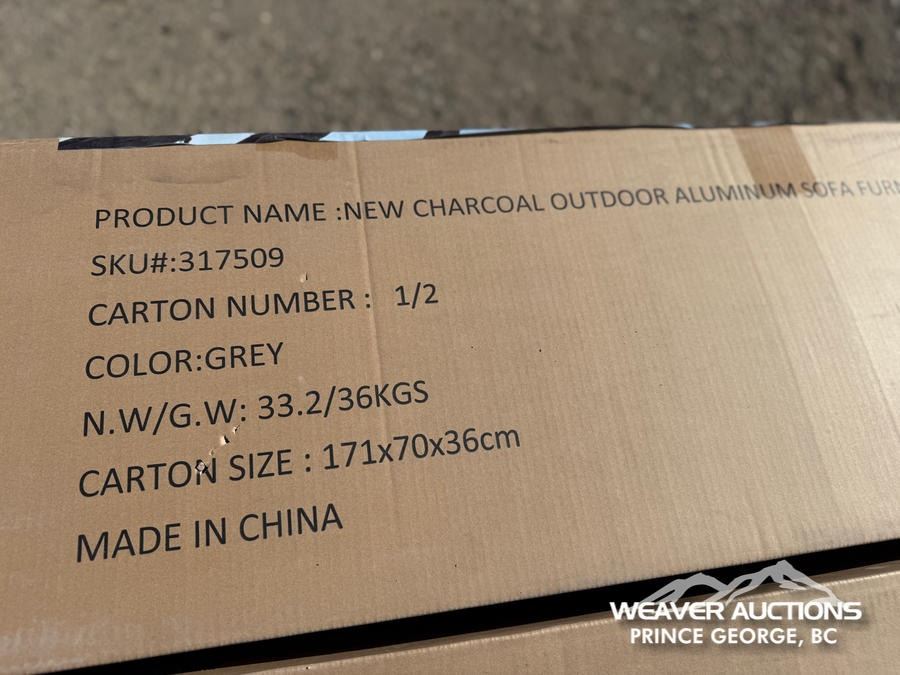 PRODUCT NAME :NEW CHARCOAL OUTDOOR ALUMINUM SOFA
SKU#:317509
CARTON NUMBER : 1/2
COLOR:GREY
N.W/G.W: 33.2/36KGS
CARTON SIZE : 171x70x36cm
MADE IN CHINA
WEAVER AUCTIONS
PRINCE GEORGE, BC